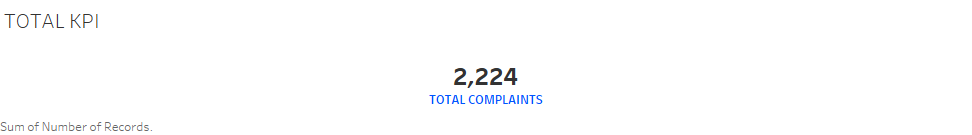 TOTAL KPI
2,224
TOTAL COMPLAINTS
Sum of Number of Records.